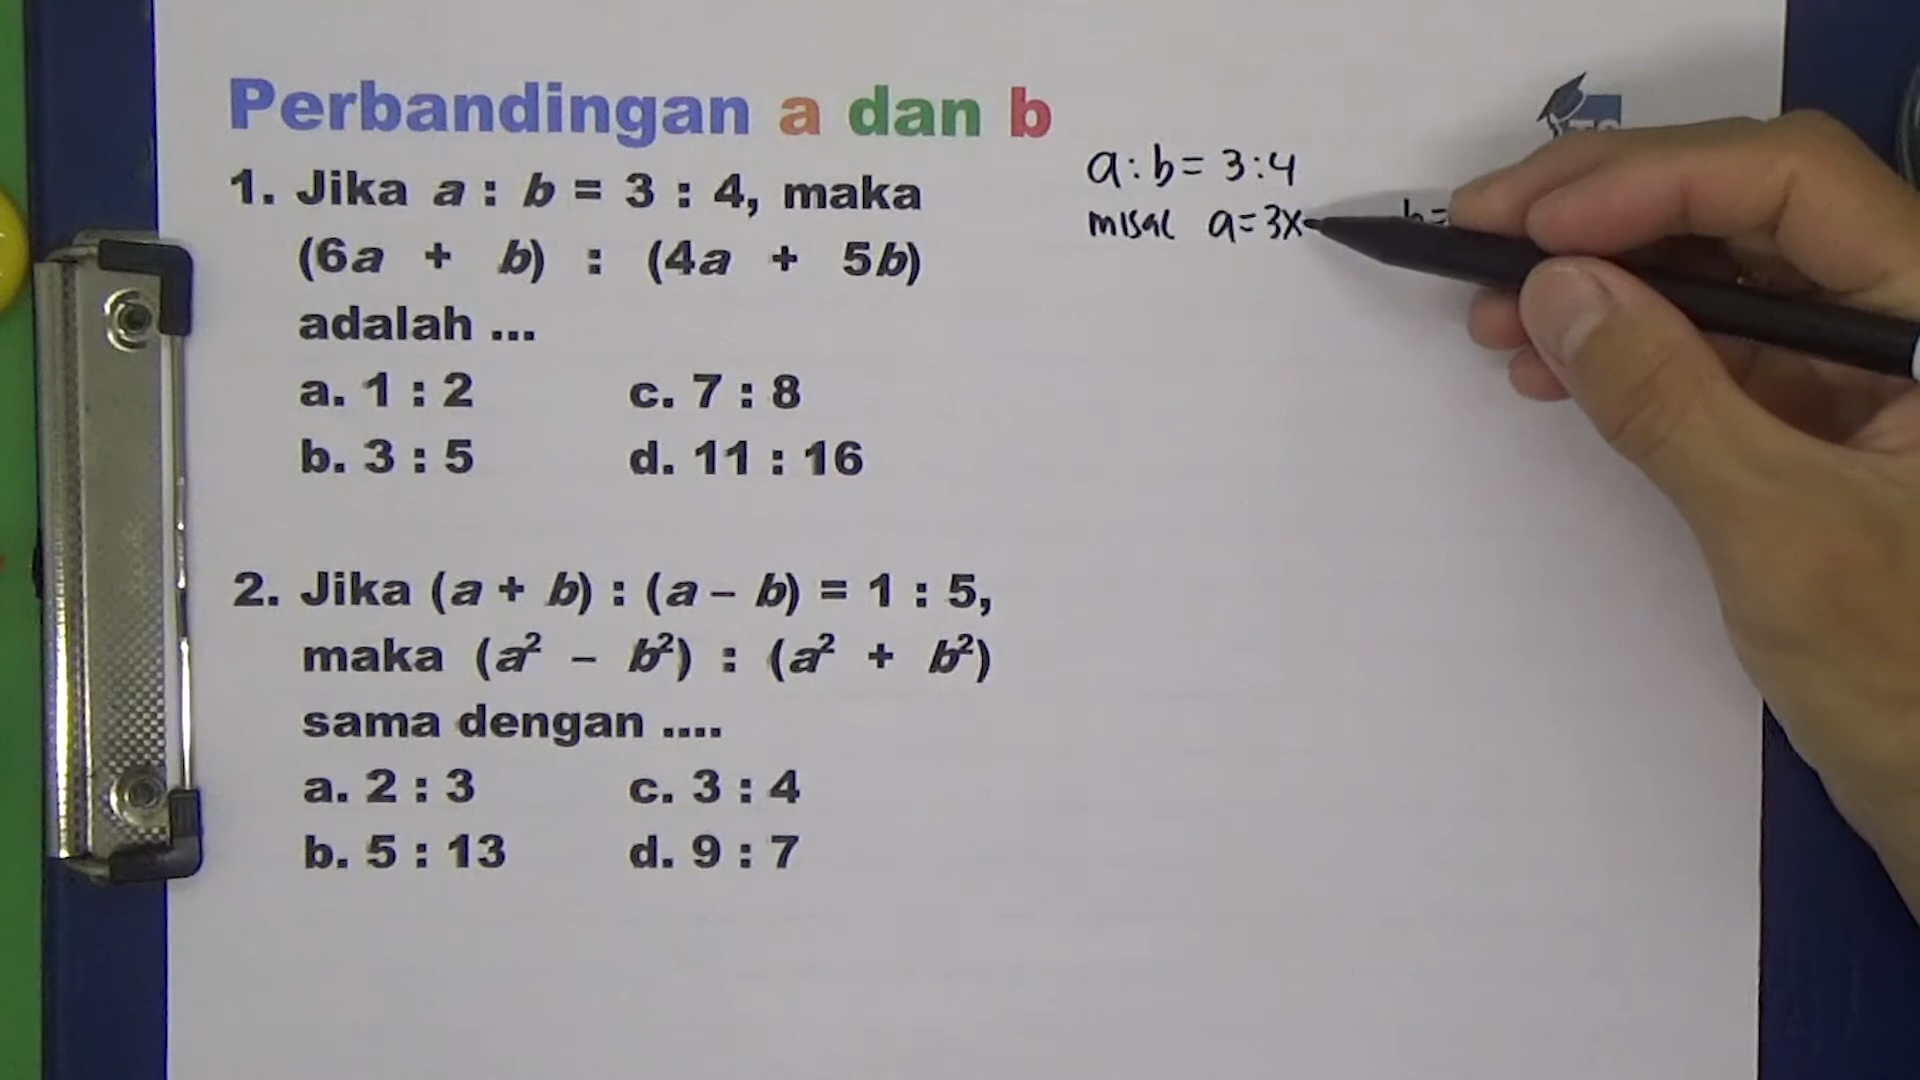 Perbandingan a dan b
1. Jika a : b = 3 : 4, maka
(6a + b) : (4a + 5b)
adalah ...
a. 1 : 2 c. 7 : 8
b. 3 : 5 d. 11 : 16
2. Jika (a + b) : (a – b) = 1 : 5,
maka (a² – b²) : (a² + b²)
sama dengan ....
a. 2 : 3 c. 3 : 4
b. 5 : 13 d. 9 : 7
a : b = 3 : 4
misal a = 3x b =